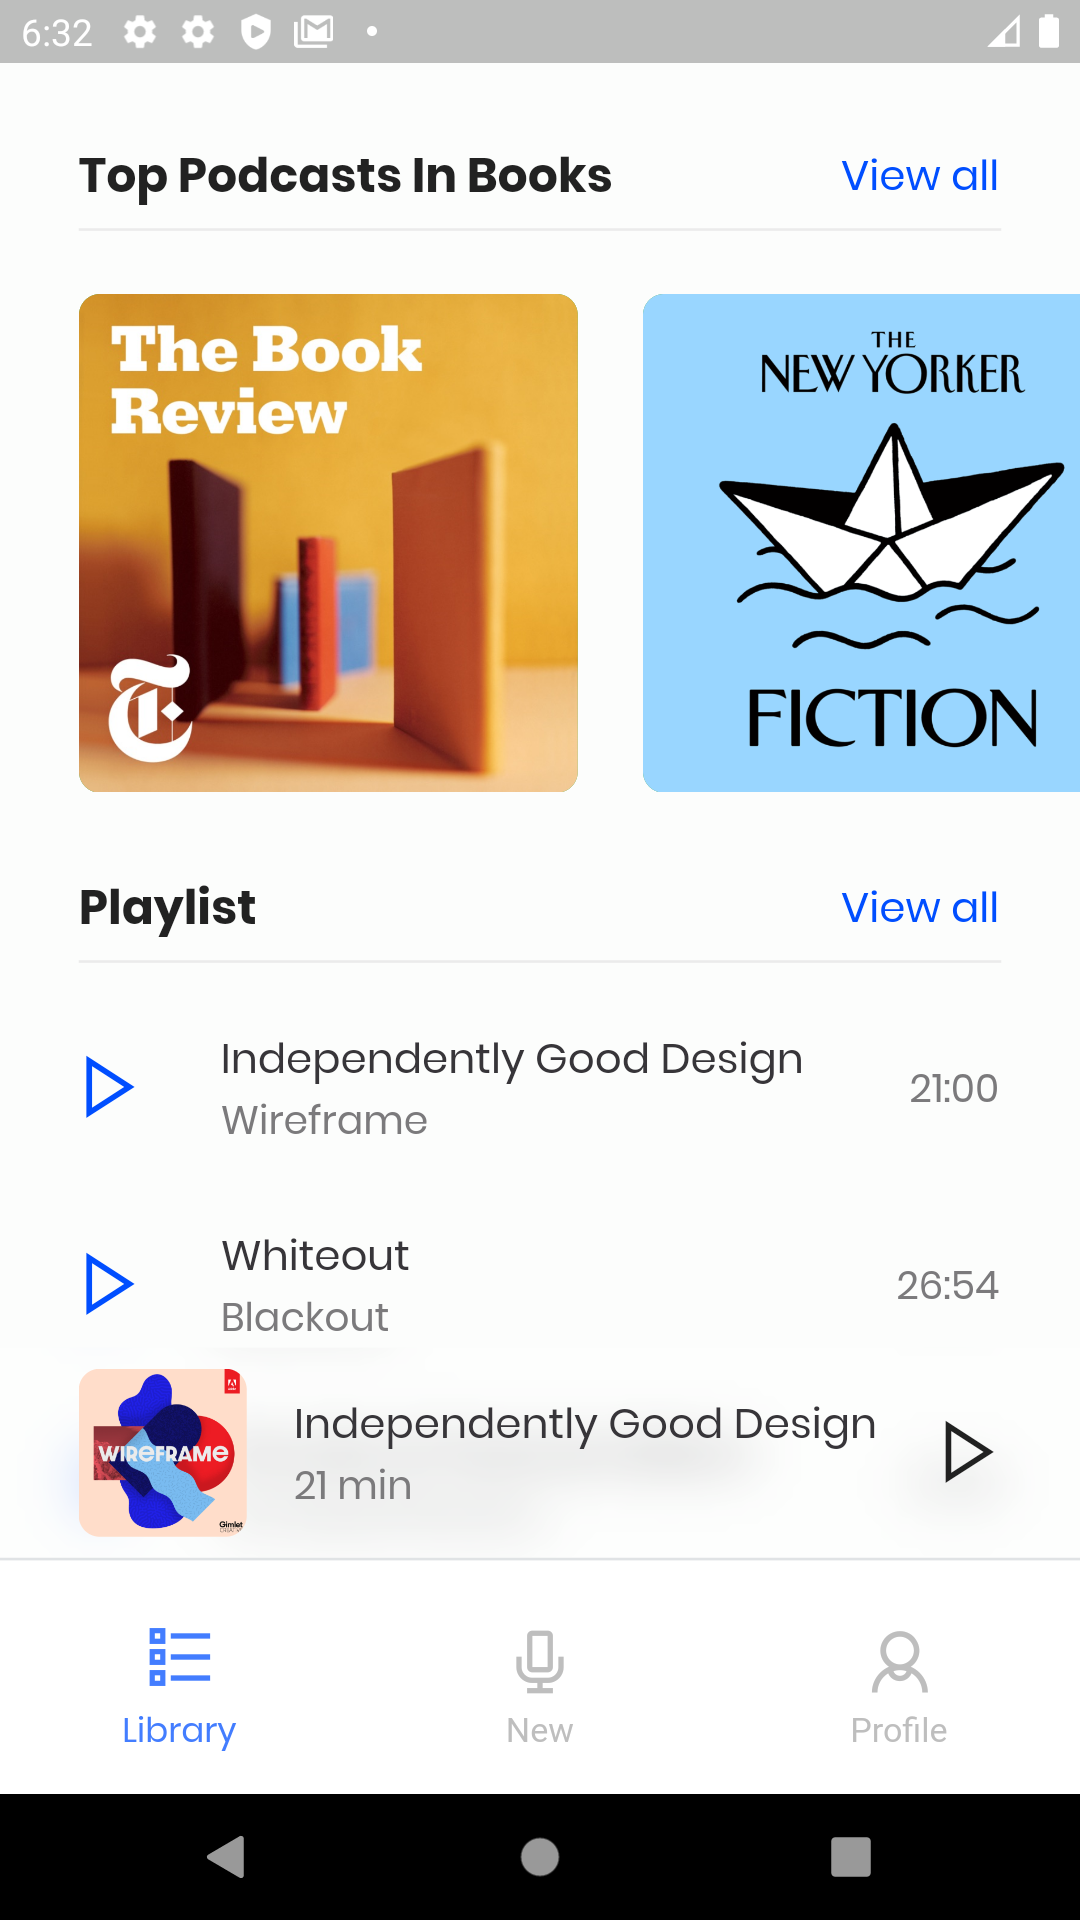 6:32
Top Podcasts In Books
View all
The Book
Review
T
THE
NEW YORKER
FICTION
Playlist
View all
Independently Good Design
Wireframe
21:00
Whiteout
Blackout
26:54
WIREFRAME
Gimlet
Independently Good Design
21 min
Library
New
Profile